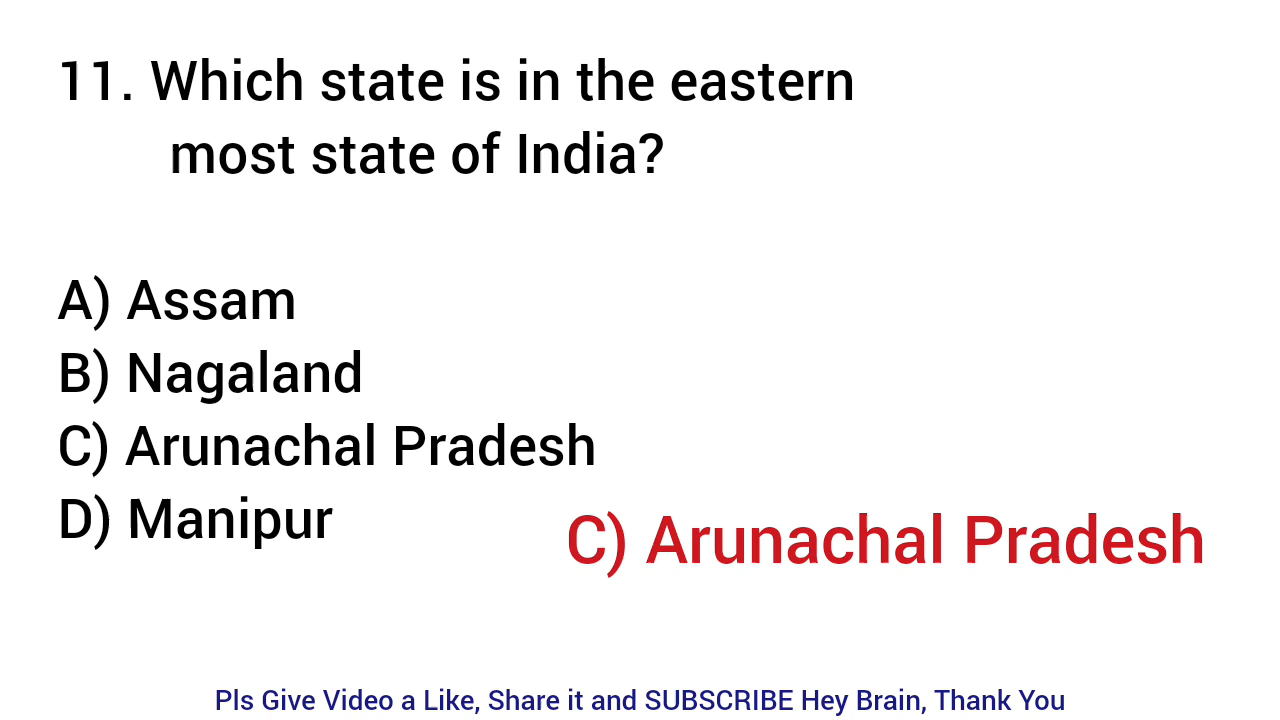 11. Which state is in the eastern
most state of India?
A) Assam
B) Nagaland
C) Arunachal Pradesh
D) Manipur
C) Arunachal Pradesh
Pls Give Video a Like, Share it and SUBSCRIBE Hey Brain, Thank You